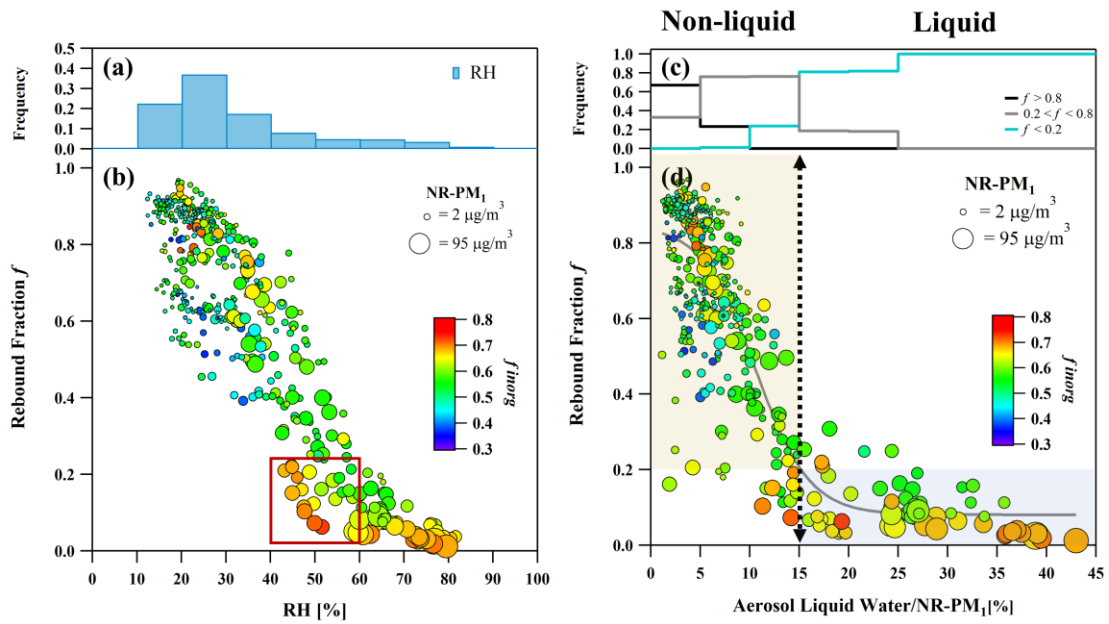 Non-liquid
Liquid
(a)
Frequency
0.5
0.4
0.3
0.2
0.1
0.0
RH
(b)
Rebound Fraction f
1.0
0.8
0.6
0.4
0.2
0.0
NR-PM₁
= 2 μg/m³
= 95 μg/m³
0.8
0.7
0.6
0.5
0.4
0.3
f inorg
0 10 20 30 40 50 60 70 80 90 100
RH [%]
(c)
Frequency
1.0
0.8
0.6
0.4
0.2
0.0
f > 0.8
0.2 < f < 0.8
f < 0.2
(d)
Rebound Fraction f
1.0
0.8
0.6
0.4
0.2
0.0
NR-PM₁
= 2 μg/m³
= 95 μg/m³
0.8
0.7
0.6
0.5
0.4
0.3
f inorg
0 5 10 15 20 25 30 35 40 45
Aerosol Liquid Water/NR-PM₁[%]